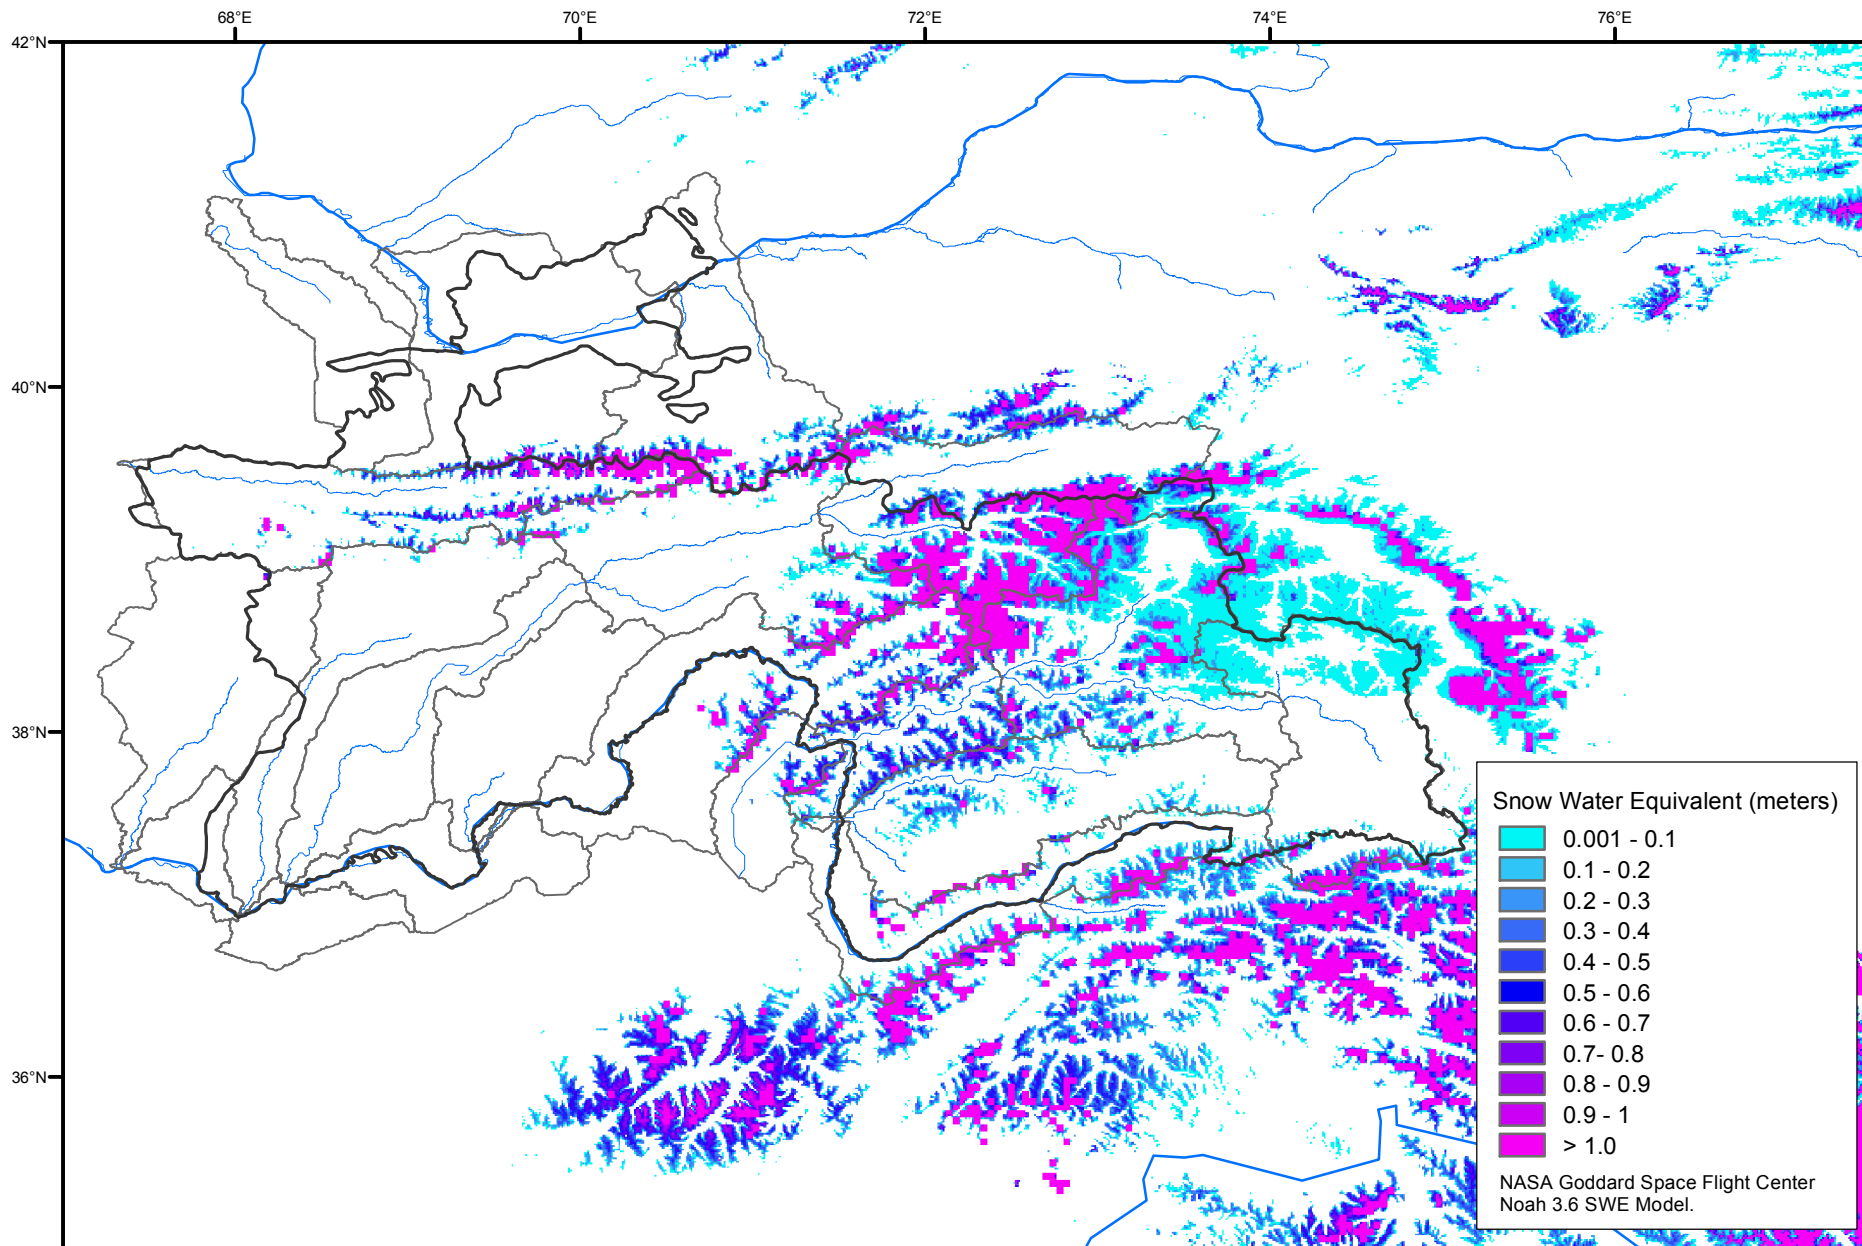 68°E
70°E
72°E
74°E
76°E
42°N
40°N
38°N
36°N
Snow Water Equivalent (meters)
0.001 - 0.1
0.1 - 0.2
0.2 - 0.3
0.3 - 0.4
0.4 - 0.5
0.5 - 0.6
0.6 - 0.7
0.7- 0.8
0.8 - 0.9
0.9 - 1
> 1.0
NASA Goddard Space Flight Center
Noah 3.6 SWE Model.